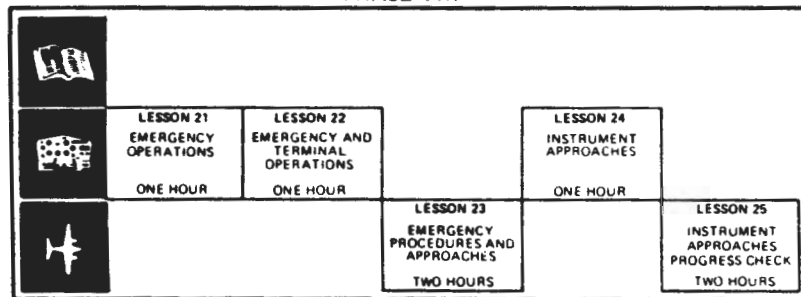 LESSON 21
EMERGENCY
OPERATIONS
ONE HOUR
LESSON 22
EMERGENCY AND
TERMINAL
OPERATIONS
ONE HOUR
LESSON 24
INSTRUMENT
APPROACHES
ONE HOUR
LESSON 23
EMERGENCY
PROCEDURES AND
APPROACHES
TWO HOURS
LESSON 25
INSTRUMENT
APPROACHES
PROGRESS CHECK
TWO HOURS